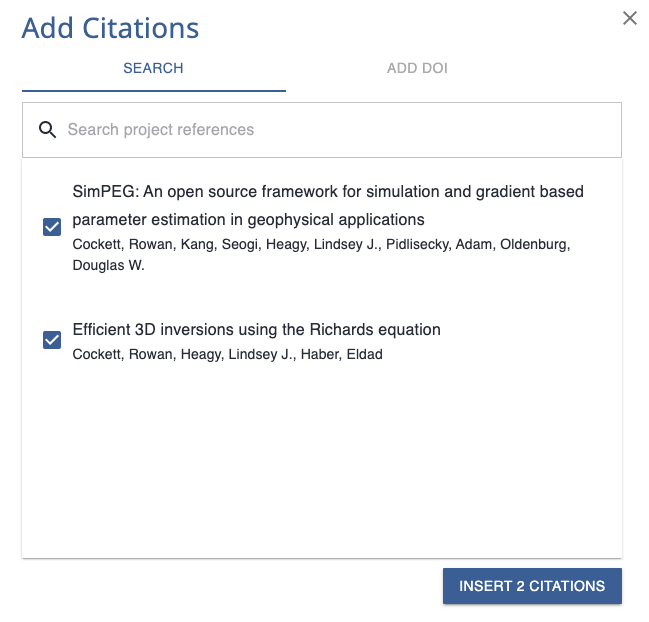 Add Citations
SEARCH
ADD DOI
Search project references
SimPEG: An open source framework for simulation and gradient based
parameter estimation in geophysical applications
Cockett, Rowan, Kang, Seogi, Heagy, Lindsey J., Pidlisecky, Adam, Oldenburg,
Douglas W.
Efficient 3D inversions using the Richards equation
Cockett, Rowan, Heagy, Lindsey J., Haber, Eldad
INSERT 2 CITATIONS